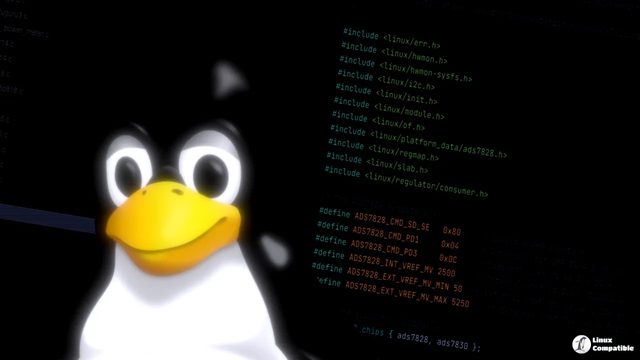 #include <linux/err.h>
#include <linux/hwmon.h>
#include <linux/hwmon-sysfs.h>
#include <linux/i2c.h>
#include <linux/init.h>
#include <linux/module.h>
#include <linux/of.h>
#include <linux/platform_data/ads7828.h>
#include <linux/regmap.h>
#include <linux/slab.h>
#include <linux/regulator/consumer.h>
#define ADS7828_CMD_SD_SE 0x80
#define ADS7828_CMD_PD1 0x04
#define ADS7828_CMD_PD3 0x0C
#define ADS7828_INT_VREF_MV 2500
#define ADS7828_EXT_VREF_MV_MIN 50
#define ADS7828_EXT_VREF_MV_MAX 5250
chips { ads7828, ads7830 };
Linux
Compatible